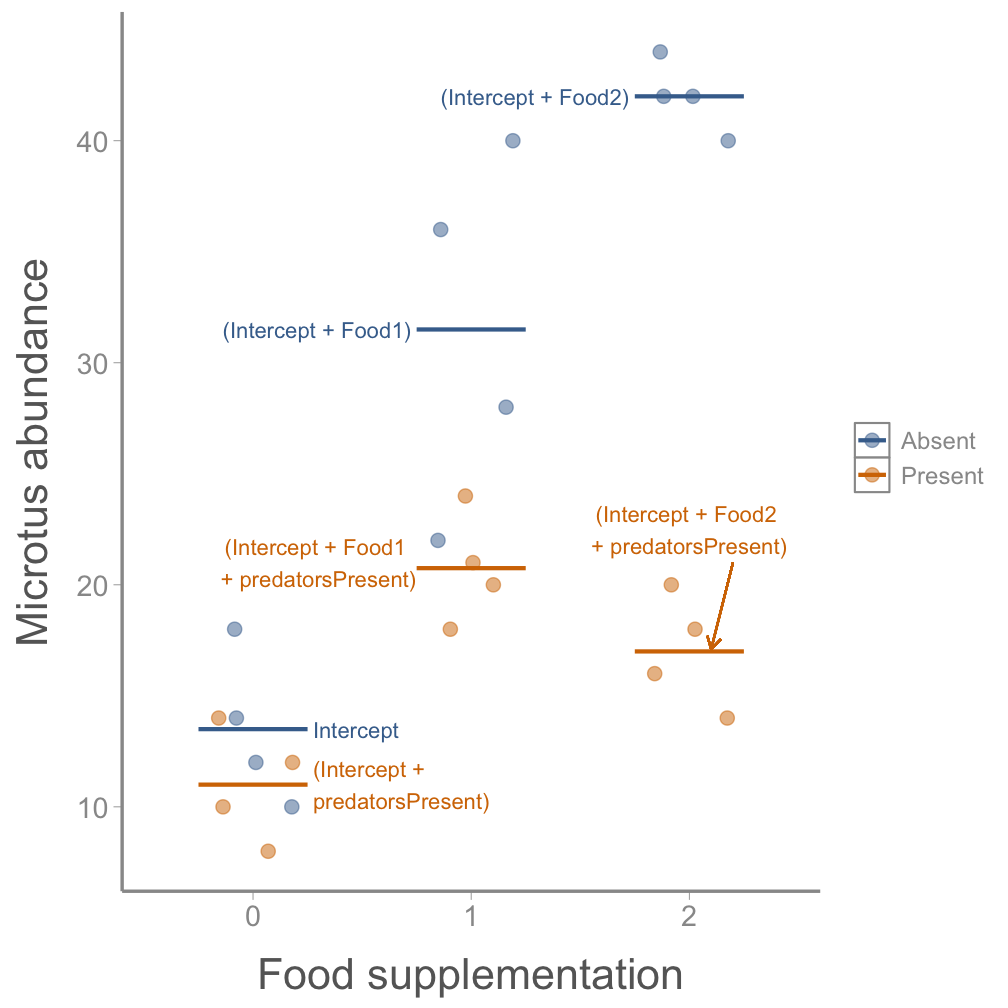 (Intercept + Food2)
40
(Intercept + Food1)
30
Absent
Present
(Intercept + Food2
+ predatorsPresent)
(Intercept + Food1
+ predatorsPresent)
20
Intercept
(Intercept +
predatorsPresent)
10
Microtus abundance
0 1 2
Food supplementation